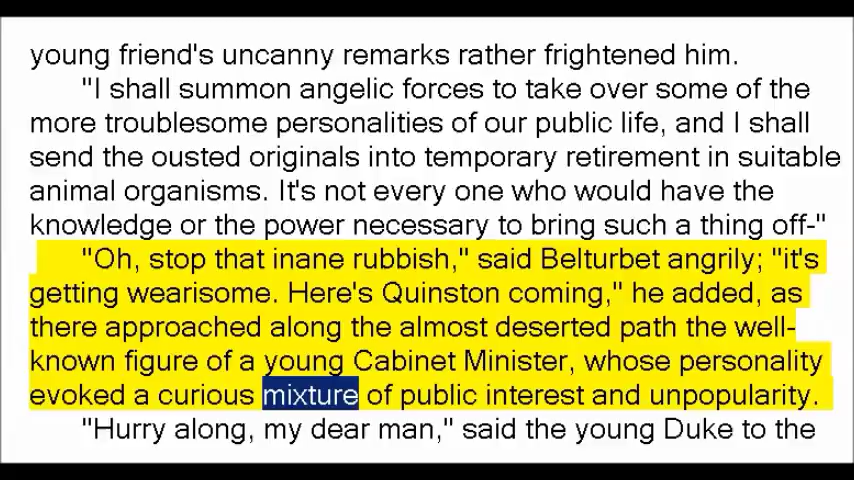 young friend's uncanny remarks rather frightened him.
"I shall summon angelic forces to take over some of the
more troublesome personalities of our public life, and I shall
send the ousted originals into temporary retirement in suitable
animal organisms. It's not every one who would have the
knowledge or the power necessary to bring such a thing off-"
"Oh, stop that inane rubbish," said Belturbet angrily; "it's
getting wearisome. Here's Quinston coming," he added, as
there approached along the almost deserted path the well-
known figure of a young Cabinet Minister, whose personality
evoked a curious mixture of public interest and unpopularity.
"Hurry along, my dear man," said the young Duke to the